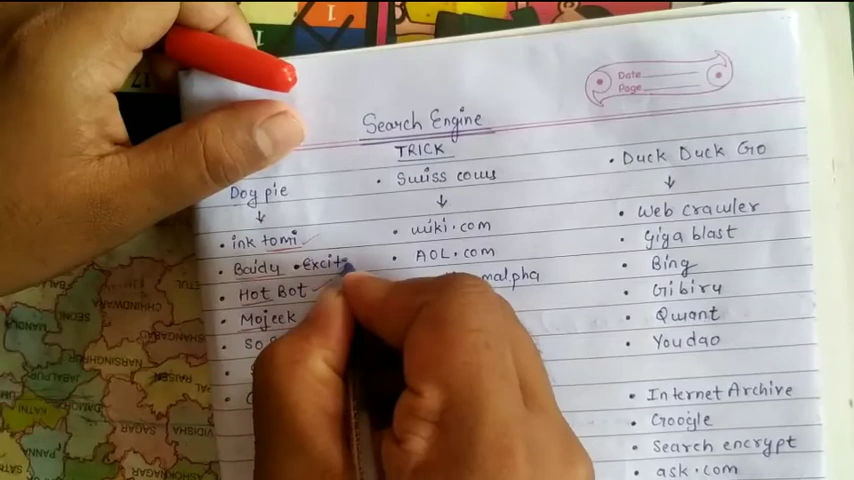 Date
Page
Search Engine
TRICK
Dog pie
• ink tomi
• Baidu • Excite
• Hot Bot
• Mojeek
• Swiss cows
• wiki.com
• AOL.com
• Duck Duck Go
• Web crawler
• Giga blast
• Bing
• Gibiru
• Qwant
• Youdao
• Internet Archive
• Google
• Search encrypt
• ask.com